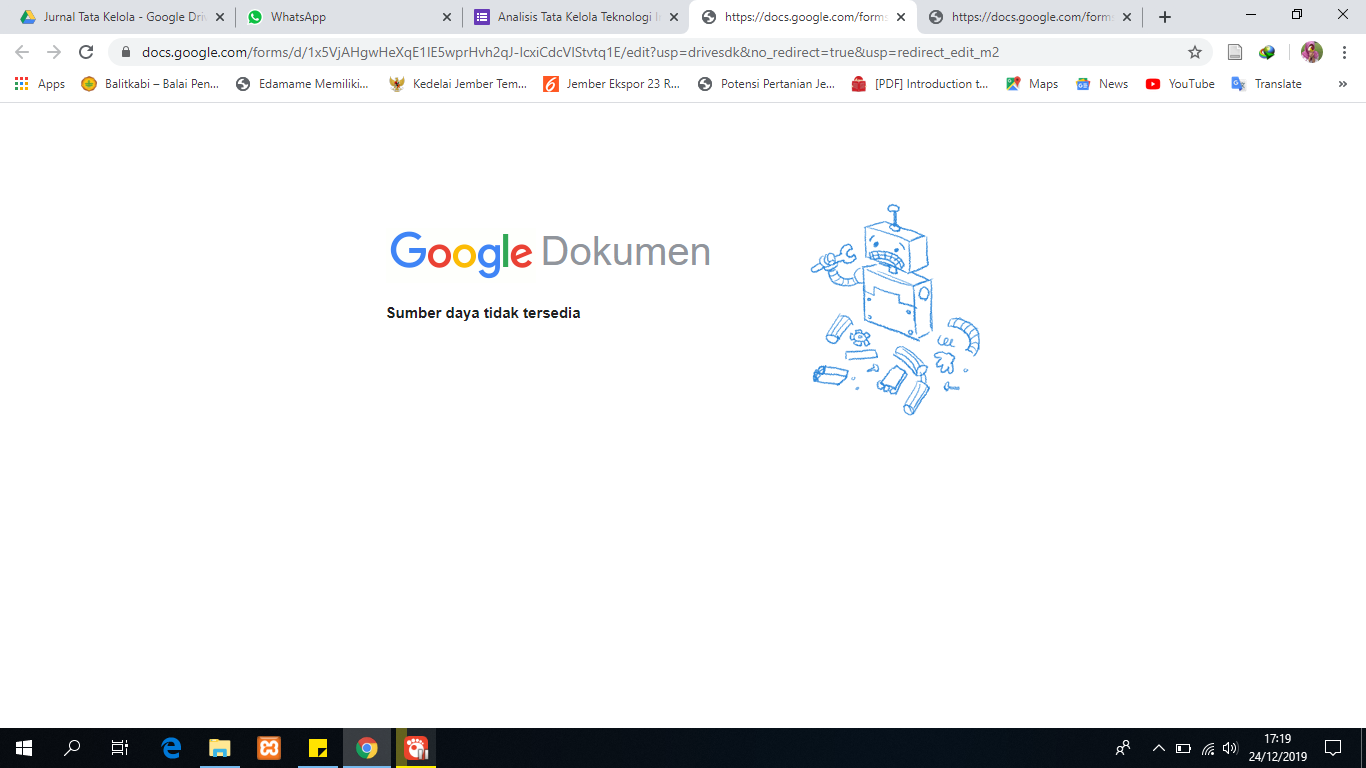 Jurnal Tata Kelola - Google Dri
WhatsApp
Analisis Tata Kelola Teknologi I
https://docs.google.com/forms
https://docs.google.com/forms
docs.google.com/forms/d/1x5VjAHgwHeXqE1IE5wprHvh2qJ-IcxiCdcVIStvtq1E/edit?usp=drivesdk&no_redirect=true&usp=redirect_edit_m2
Apps
Balitkabi – Balai Pen...
Edamame Memiliki...
Kedelai Jember Tem...
6 Jember Ekspor 23 R...
Potensi Pertanian Je...
[PDF] Introduction t...
Maps
News
YouTube
Translate
»
Google Dokumen
Sumber daya tidak tersedia
17:19
24/12/2019